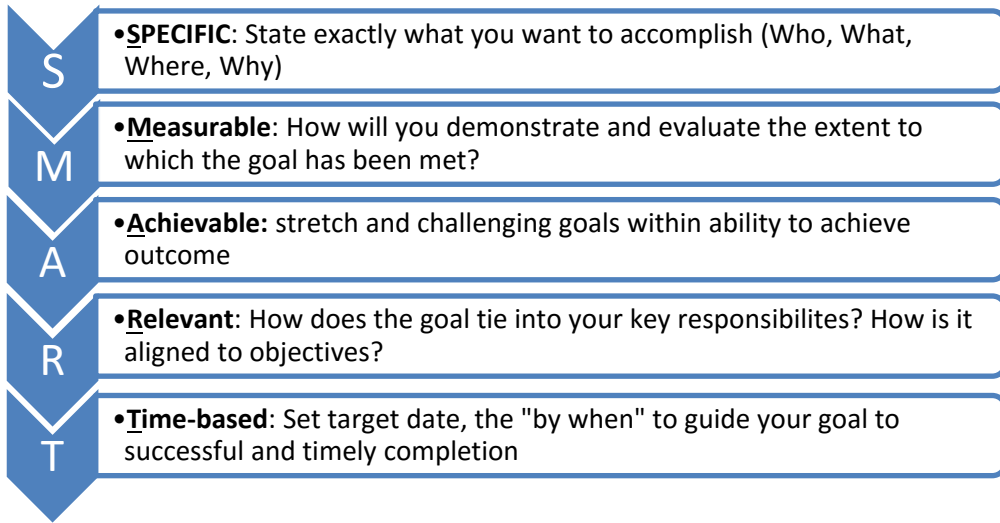 S
•SPECIFIC: State exactly what you want to accomplish (Who, What,
Where, Why)
M
•Measurable: How will you demonstrate and evaluate the extent to
which the goal has been met?
A
•Achievable: stretch and challenging goals within ability to achieve
outcome
R
•Relevant: How does the goal tie into your key responsibilites? How is it
aligned to objectives?
T
•Time-based: Set target date, the "by when" to guide your goal to
successful and timely completion